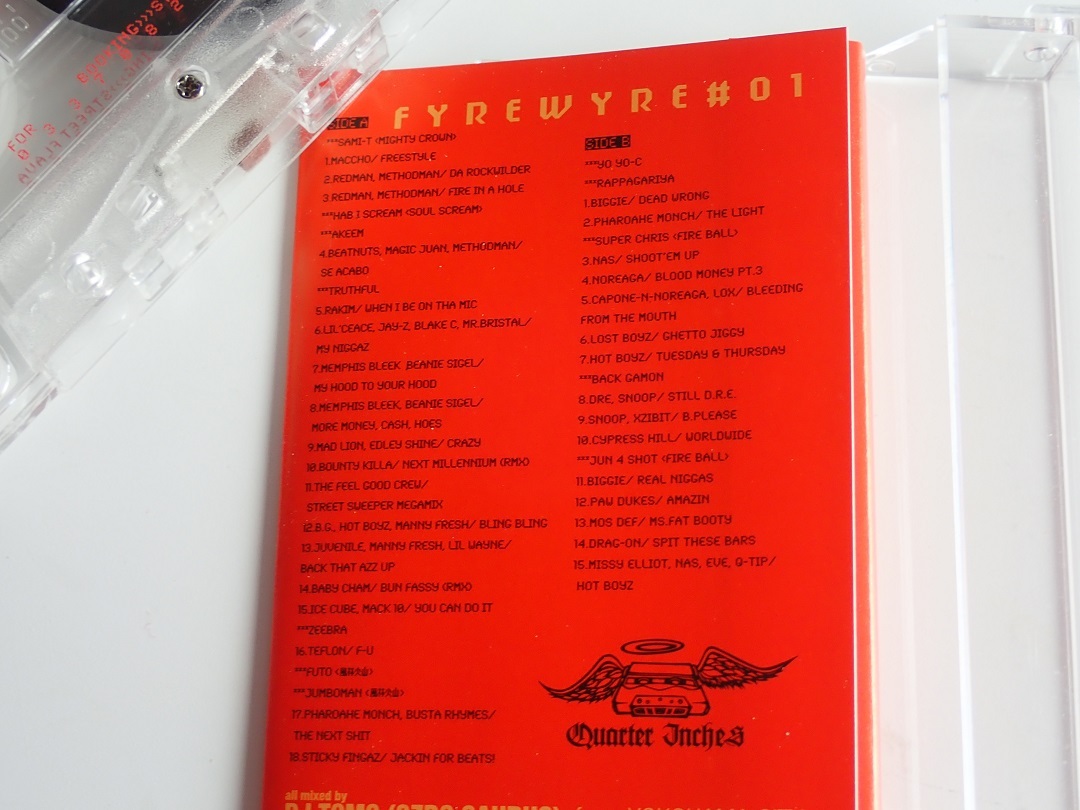 FYREWYRE#01
SIDE A
***SAMI-T <MIGHTY CROWN>
1.MACCHO/ FREESTYLE
2.REDMAN, METHODMAN/ DA ROCKWILDER
3.REDMAN, METHODMAN/ FIRE IN A HOLE
***HAB I SCREAM <SOUL SCREAM>
***AKEEM
4.BEATNUTS, MAGIC JUAN, METHODMAN/
SE ACABO
***TRUTHFUL
5.RAKIM/ WHEN I BE ON THA MIC
6.LIL'CEACE, JAY-Z, BLAKE C, MR.BRISTAL/
MY NIGGAZ
7.MEMPHIS BLEEK BEANIE SIGEL/
MY HOOD TO YOUR HOOD
8.MEMPHIS BLEEK, BEANIE SIGEL/
MORE MONEY, CASH, HOES
9.MAD LION, EDLEY SHINE/ CRAZY
10.BOUNTY KILLA/ NEXT MILLENNIUM <RMX>
11.THE FEEL GOOD CREW/
STREET SWEEPER MEGAMIX
12.B.G., HOT BOYZ, MANNY FRESH/ BLING BLING
13.JUVENILE, MANNY FRESH, LIL WAYNE/
BACK THAT AZZ UP
14.BABY CHAM/ BUN FASSY <RMX>
15.ICE CUBE, MACK 10/ YOU CAN DO IT
***ZEEBRA
16.TEFLON/ F-U
***FUTO <風林火山>
***JUMBOMAN <風林火山>
17.PHAROAHE MONCH, BUSTA RHYMES/
THE NEXT SHIT
18.STICKY FINGAZ/ JACKIN FOR BEATS!
SIDE B
***YO YO-C
***RAPPAGARIYA
1.BIGGIE/ DEAD WRONG
2.PHAROAHE MONCH/ THE LIGHT
***SUPER CHRIS <FIRE BALL>
3.NAS/ SHOOT'EM UP
4.NOREAGA/ BLOOD MONEY PT.3
5.CAPONE-N-NOREAGA, LOX/ BLEEDING
FROM THE MOUTH
6.LOST BOYZ/ GHETTO JIGGY
7.HOT BOYZ/ TUESDAY & THURSDAY
***BACK GAMON
8.DRE, SNOOP/ STILL D.R.E.
9.SNOOP, XZIBIT/ B.PLEASE
10.CYPRESS HILL/ WORLDWIDE
***JUN 4 SHOT <FIRE BALL>
11.BIGGIE/ REAL NIGGAS
12.PAW DUKES/ AMAZIN
13.MOS DEF/ MS.FAT BOOTY
14.DRAG-ON/ SPIT THESE BARS
15.MISSY ELLIOT, NAS, EVE, Q-TIP/
HOT BOYZ
Quarter Inches
all mixed by